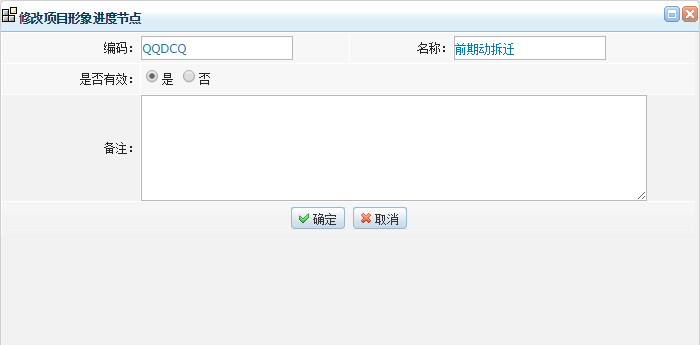 修改项目形象进度节点
编码： QQDCQ 名称： 前期动拆迁
是否有效： 是 否
备注：
确定 取消